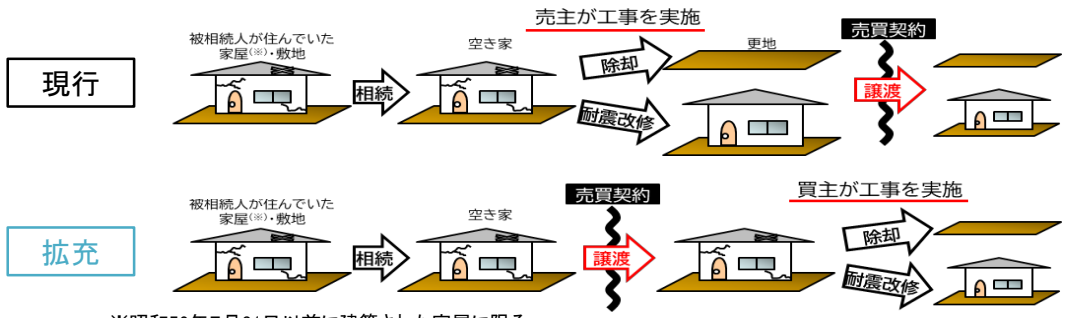 現行
被相続人が住んでいた
家屋(※)・敷地
相続
空き家
売主が工事を実施
除却
耐震改修
更地
売買契約
譲渡
拡充
被相続人が住んでいた
家屋(※)・敷地
相続
空き家
売買契約
譲渡
買主が工事を実施
除却
耐震改修